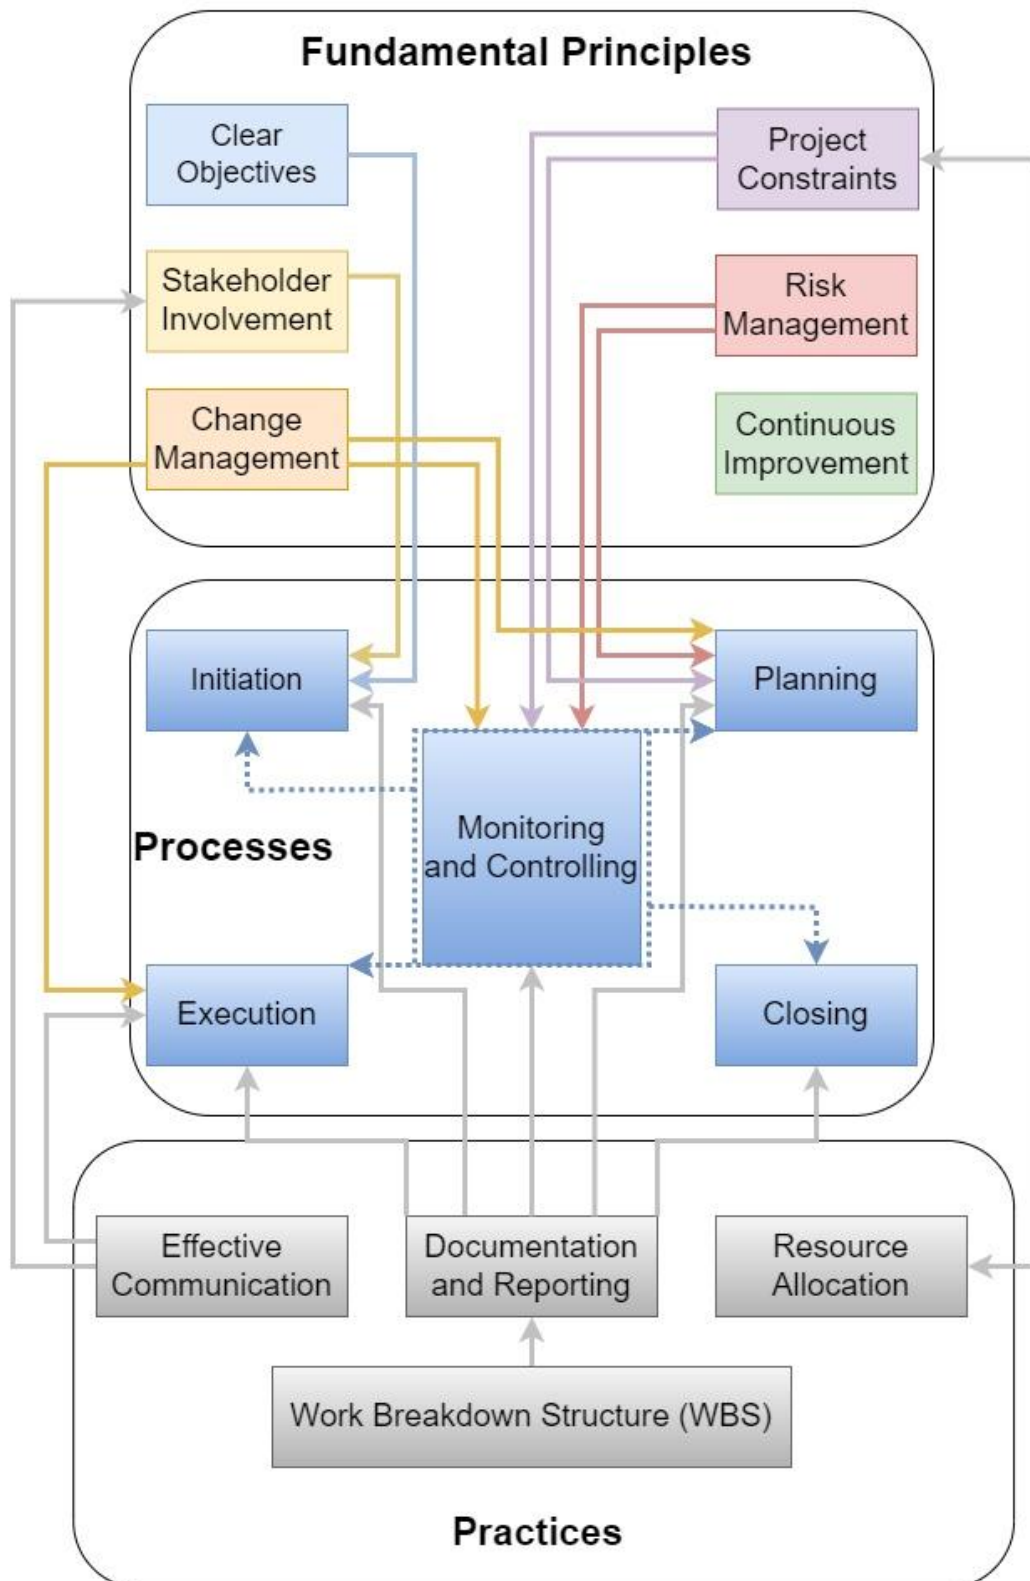 Fundamental Principles
Clear
Objectives
Project
Constraints
Stakeholder
Involvement
Risk
Management
Change
Management
Continuous
Improvement
Initiation
Planning
Monitoring
and Controlling
Processes
Execution
Closing
Effective
Communication
Documentation
and Reporting
Resource
Allocation
Work Breakdown Structure (WBS)
Practices